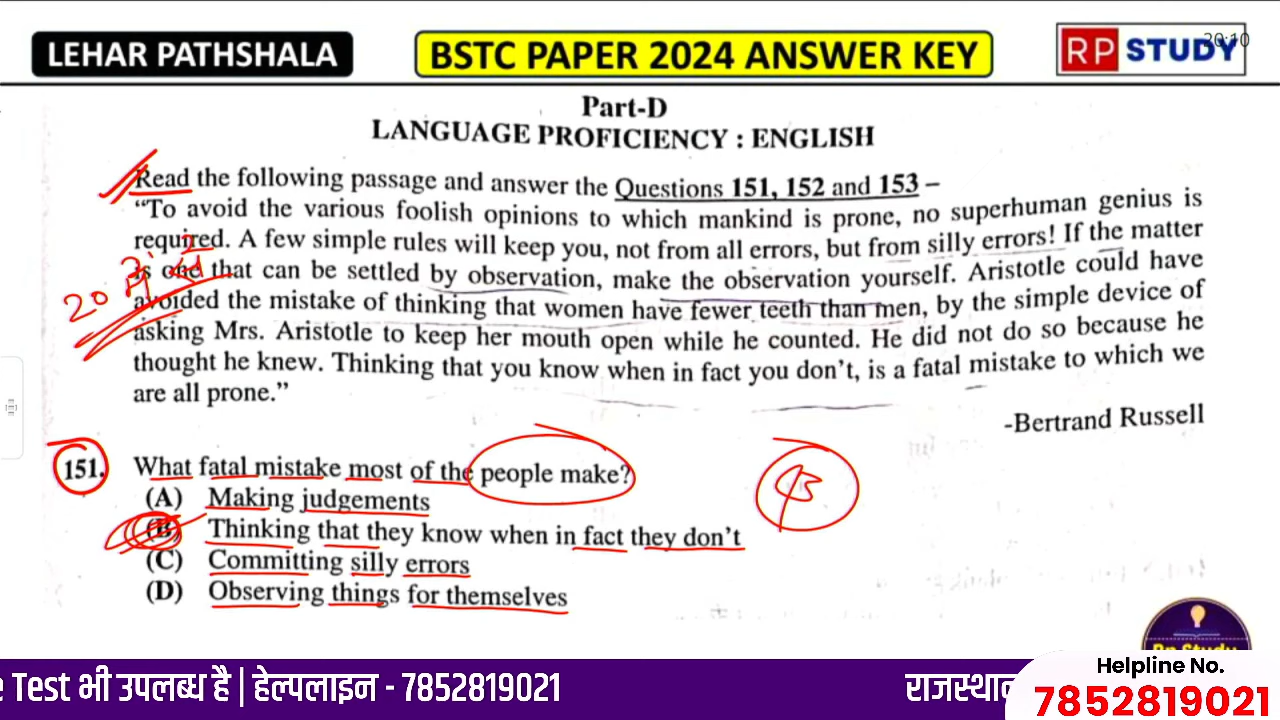 LEHAR PATHSHALA
BSTC PAPER 2024 ANSWER KEY
RP STUDY
20:10
Part-D
LANGUAGE PROFICIENCY : ENGLISH
Read the following passage and answer the Questions 151, 152 and 153 –
“To avoid the various foolish opinions to which mankind is prone, no superhuman genius is
required. A few simple rules will keep you, not from all errors, but from silly errors! If the matter
is one that can be settled by observation, make the observation yourself. Aristotle could have
avoided the mistake of thinking that women have fewer teeth than men, by the simple device of
asking Mrs. Aristotle to keep her mouth open while he counted. He did not do so because he
thought he knew. Thinking that you know when in fact you don’t, is a fatal mistake to which we
are all prone.”
20 में से
-Bertrand Russell
151. What fatal mistake most of the people make?
(A) Making judgements
(B) Thinking that they know when in fact they don’t
(C) Committing silly errors
(D) Observing things for themselves
Rp Study
Test भी उपलब्ध है | हेल्पलाइन - 7852819021
Helpline No.
7852819021